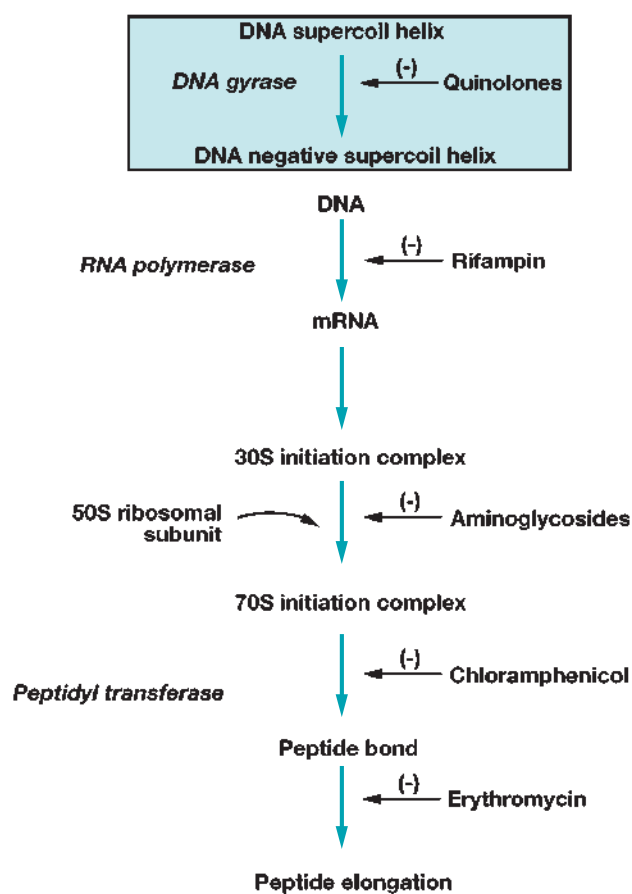 DNA supercoil helix
DNA gyrase
(-)
Quinolones
DNA negative supercoil helix
DNA
RNA polymerase
(-)
Rifampin
mRNA
30S initiation complex
50S ribosomal
subunit
(-)
Aminoglycosides
70S initiation complex
Peptidyl transferase
(-)
Chloramphenicol
Peptide bond
(-)
Erythromycin
Peptide elongation